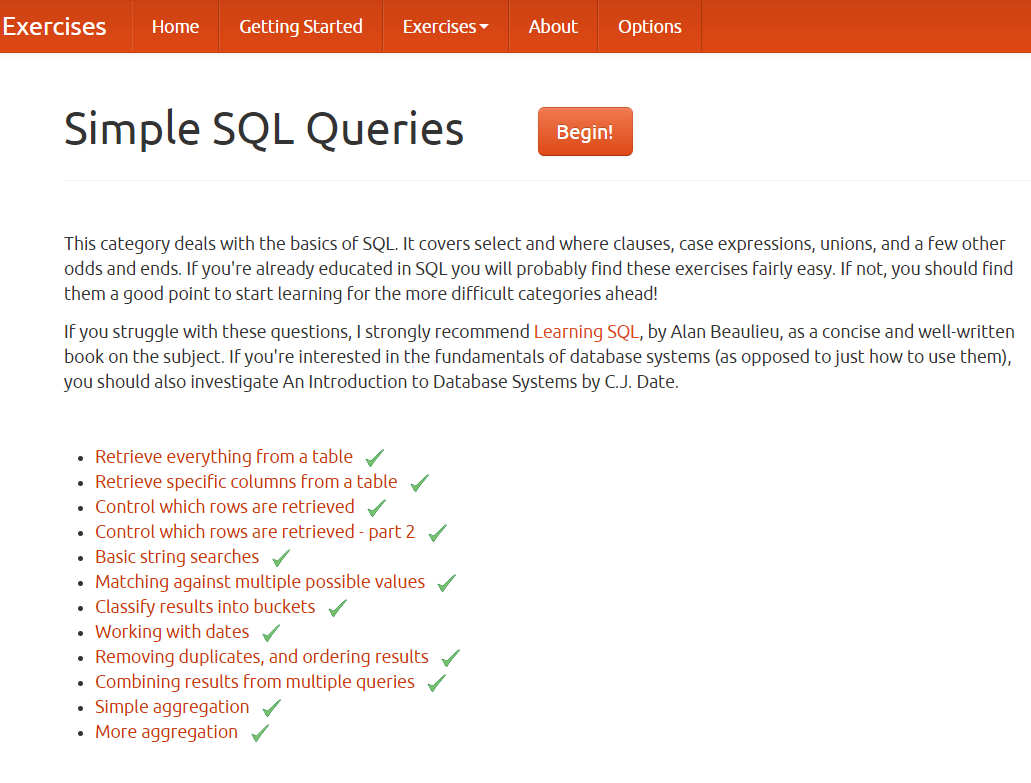 Exercises Home Getting Started Exercises About Options
Simple SQL Queries Begin!
This category deals with the basics of SQL. It covers select and where clauses, case expressions, unions, and a few other
odds and ends. If you're already educated in SQL you will probably find these exercises fairly easy. If not, you should find
them a good point to start learning for the more difficult categories ahead!
If you struggle with these questions, I strongly recommend Learning SQL, by Alan Beaulieu, as a concise and well-written
book on the subject. If you're interested in the fundamentals of database systems (as opposed to just how to use them),
you should also investigate An Introduction to Database Systems by C.J. Date.
Retrieve everything from a table
Retrieve specific columns from a table
Control which rows are retrieved
Control which rows are retrieved - part 2
Basic string searches
Matching against multiple possible values
Classify results into buckets
Working with dates
Removing duplicates, and ordering results
Combining results from multiple queries
Simple aggregation
More aggregation